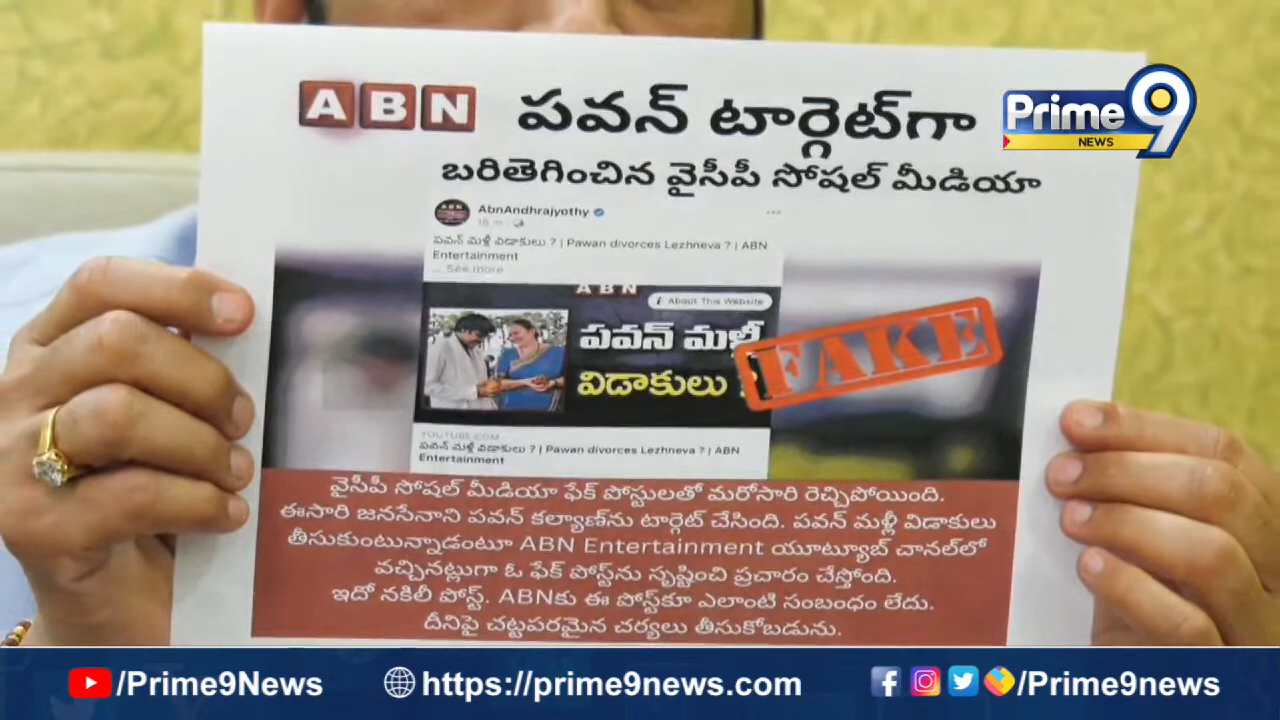 ABN పవన్ టార్గెట్‌గా
Prime9
NEWS
బరితెగించిన వైసీపీ సోషల్ మీడియా
AbnAndhrajyothy
పవన్ మళ్లీ విడాకులు ? | Pawan divorces Lezhneva ? | ABN
Entertainment
... See more
ABN
i About This Website
పవన్ మళ్లీ
విడాకులు ?
FAKE
YOUTUBE.COM
పవన్ మళ్లీ విడాకులు ? | Pawan divorces Lezhneva ? | ABN
Entertainment
వైసీపీ సోషల్ మీడియా ఫేక్ పోస్టులతో మరోసారి రెచ్చిపోయింది.
ఈసారి జనసేనాని పవన్ కల్యాణ్‌ను టార్గెట్ చేసింది. పవన్ మళ్లీ విడాకులు
తీసుకుంటున్నాడంటూ ABN Entertainment యూట్యూబ్ చానల్‌లో
వచ్చినట్లుగా ఓ ఫేక్ పోస్ట్‌ను సృష్టించి ప్రచారం చేస్తోంది.
ఇదో నకిలీ పోస్ట్. ABNకు ఈ పోస్ట్‌కూ ఎలాంటి సంబంధం లేదు.
దీనిపై చట్టపరమైన చర్యలు తీసుకోబడును.
/Prime9News https://prime9news.com /Prime9news